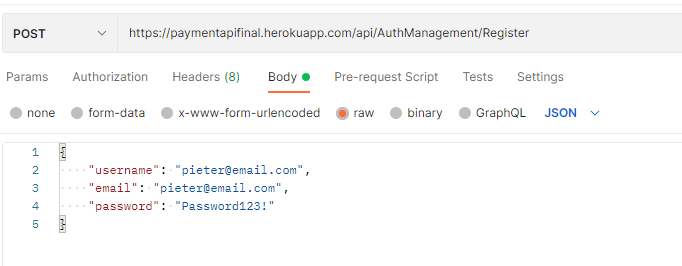 POST https://paymentapifinal.herokuapp.com/api/AuthManagement/Register
Params Authorization Headers (8) Body Pre-request Script Tests Settings
none form-data x-www-form-urlencoded raw binary GraphQL JSON
1 {
2 "username": "pieter@email.com",
3 "email": "pieter@email.com",
4 "password": "Password123!"
5 }